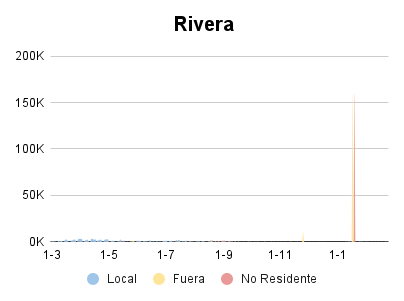 Rivera
200K
150K
100K
50K
0K
1-3 1-5 1-7 1-9 1-11 1-1
Local Fuera No Residente